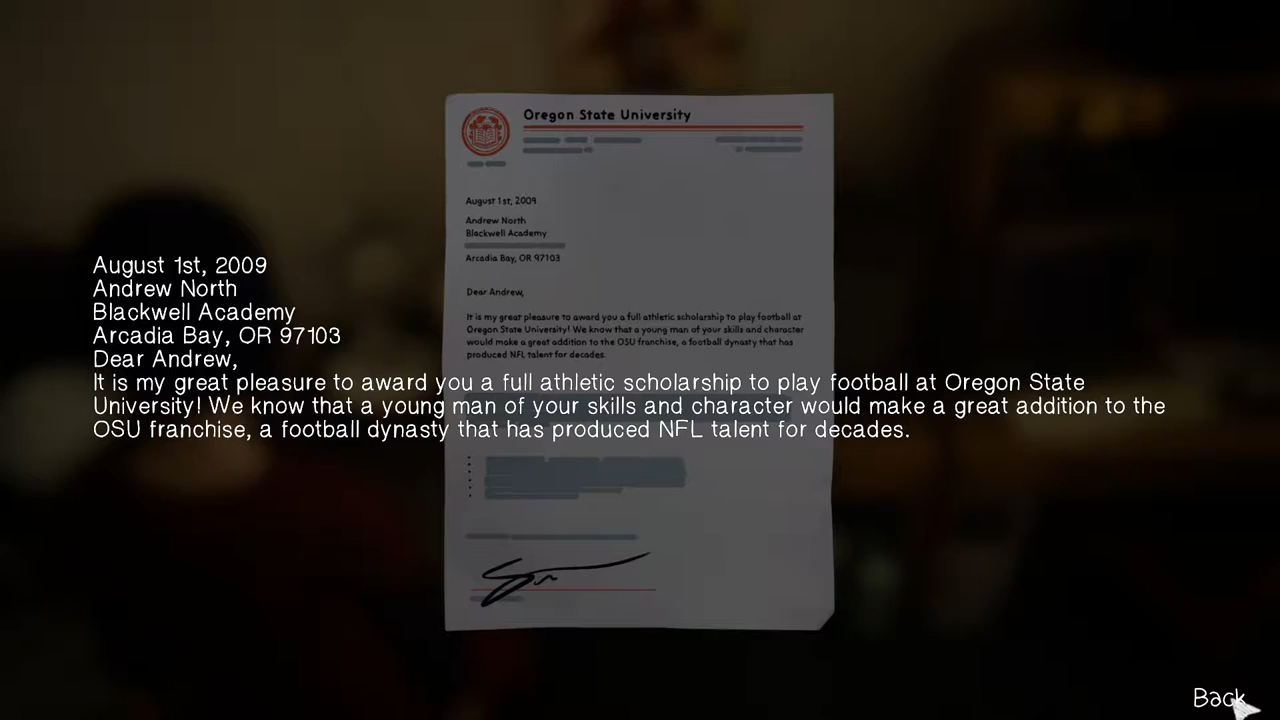 Oregon State University
August 1st, 2009
Andrew North
Blackwell Academy
Arcadia Bay, OR 97103
Dear Andrew,
It is my great pleasure to award you a full athletic scholarship to play football at
Oregon State University! We know that a young man of your skills and character
would make a great addition to the OSU franchise, a football dynasty that has
produced NFL talent for decades.
August 1st, 2009
Andrew North
Blackwell Academy
Arcadia Bay, OR 97103
Dear Andrew,
It is my great pleasure to award you a full athletic scholarship to play football at Oregon State
University! We know that a young man of your skills and character would make a great addition to the
OSU franchise, a football dynasty that has produced NFL talent for decades.
Back